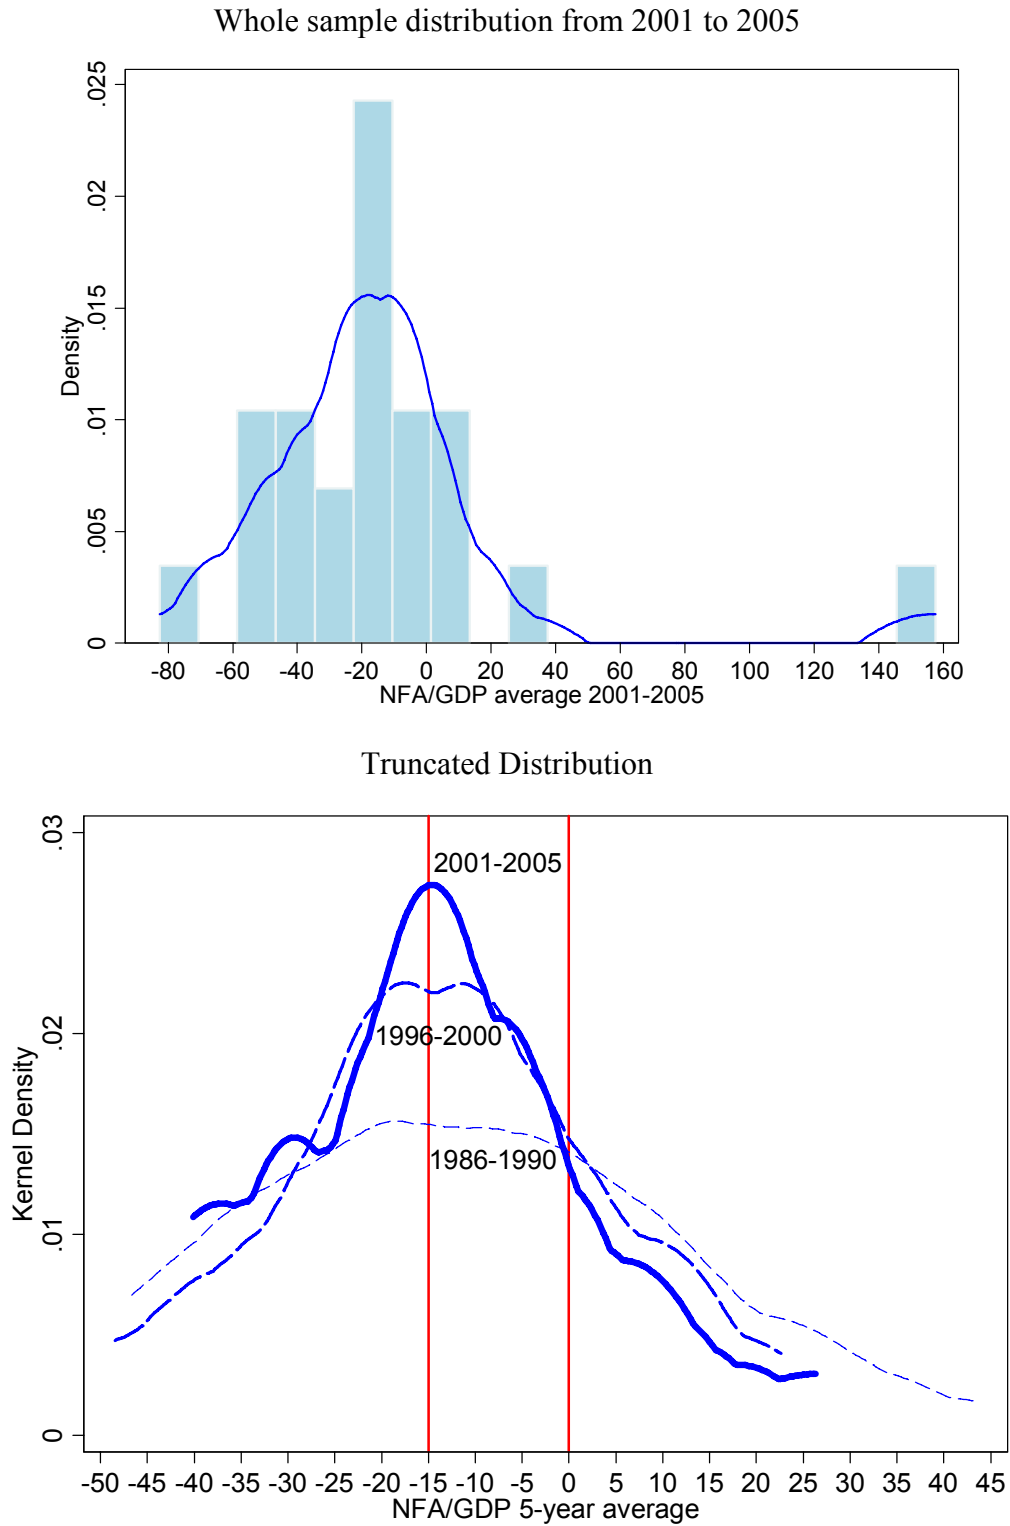 Whole sample distribution from 2001 to 2005
.025
.02
.015
.01
.005
0
Density
-80 -60 -40 -20 0 20 40 60 80 100 120 140 160
NFA/GDP average 2001-2005
Truncated Distribution
.03
.02
.01
0
Kernel Density
2001-2005
1996-2000
1986-1990
-50 -45 -40 -35 -30 -25 -20 -15 -10 -5 0 5 10 15 20 25 30 35 40 45
NFA/GDP 5-year average